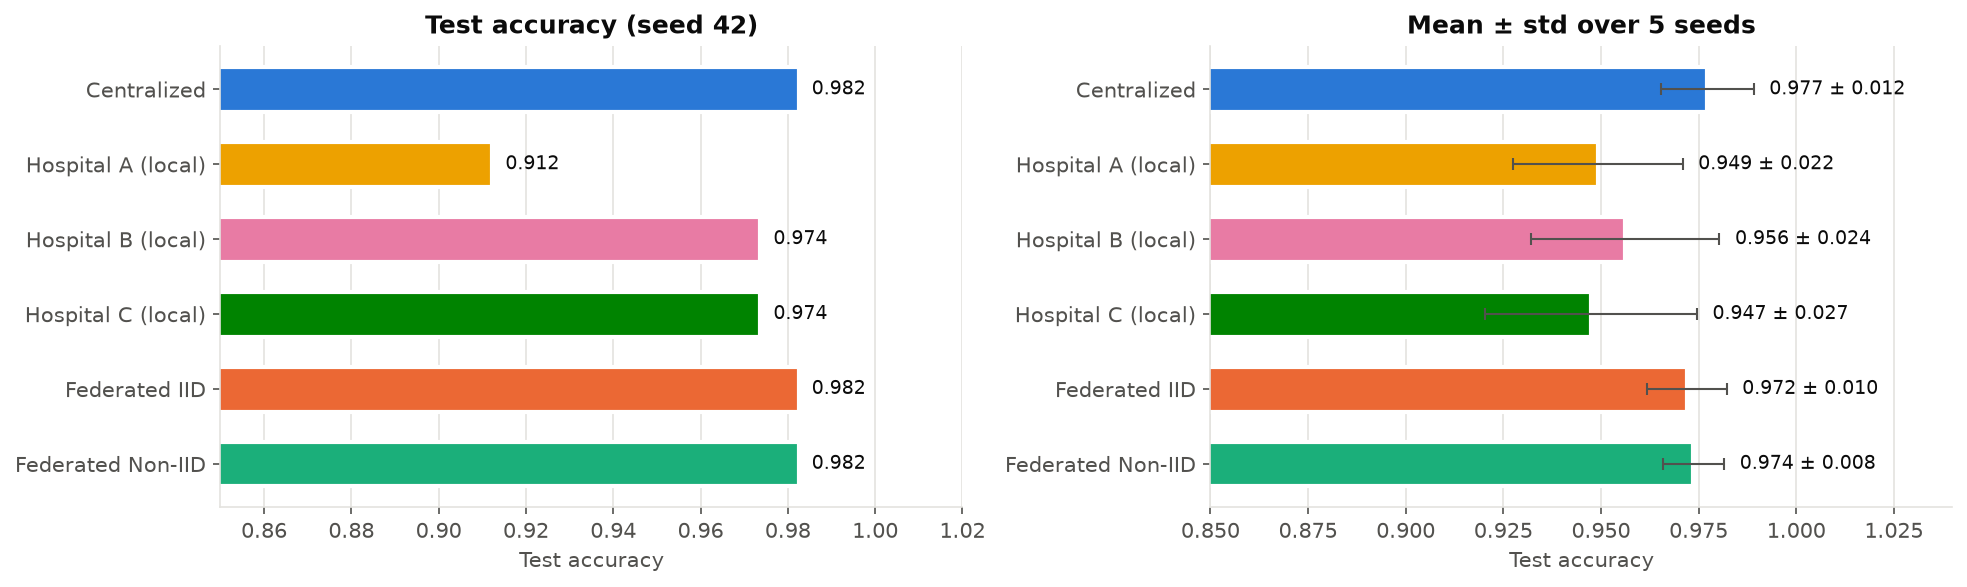 Test accuracy (seed 42)
Centralized
0.982
Hospital A (local)
0.912
Hospital B (local)
0.974
Hospital C (local)
0.974
Federated IID
0.982
Federated Non-IID
0.982
0.86 0.88 0.90 0.92 0.94 0.96 0.98 1.00 1.02
Test accuracy
Mean ± std over 5 seeds
Centralized
0.977 ± 0.012
Hospital A (local)
0.949 ± 0.022
Hospital B (local)
0.956 ± 0.024
Hospital C (local)
0.947 ± 0.027
Federated IID
0.972 ± 0.010
Federated Non-IID
0.974 ± 0.008
0.850 0.875 0.900 0.925 0.950 0.975 1.000 1.025
Test accuracy